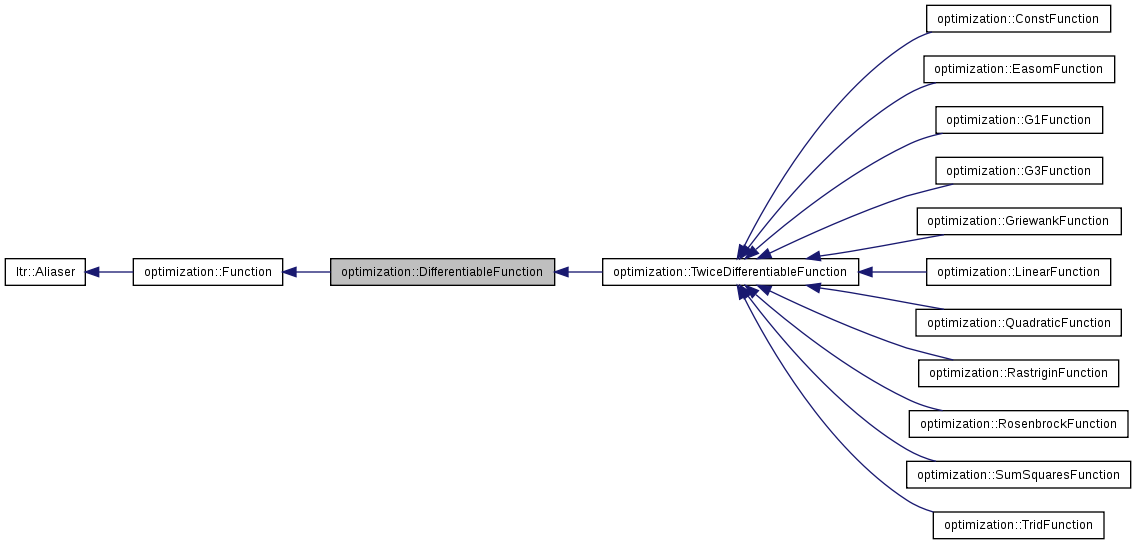 optimization::ConstFunction
optimization::EasomFunction
optimization::G1Function
optimization::G3Function
optimization::GriewankFunction
ltr::Aliaser
optimization::Function
optimization::DifferentiableFunction
optimization::TwiceDifferentiableFunction
optimization::LinearFunction
optimization::QuadraticFunction
optimization::RastriginFunction
optimization::RosenbrockFunction
optimization::SumSquaresFunction
optimization::TridFunction